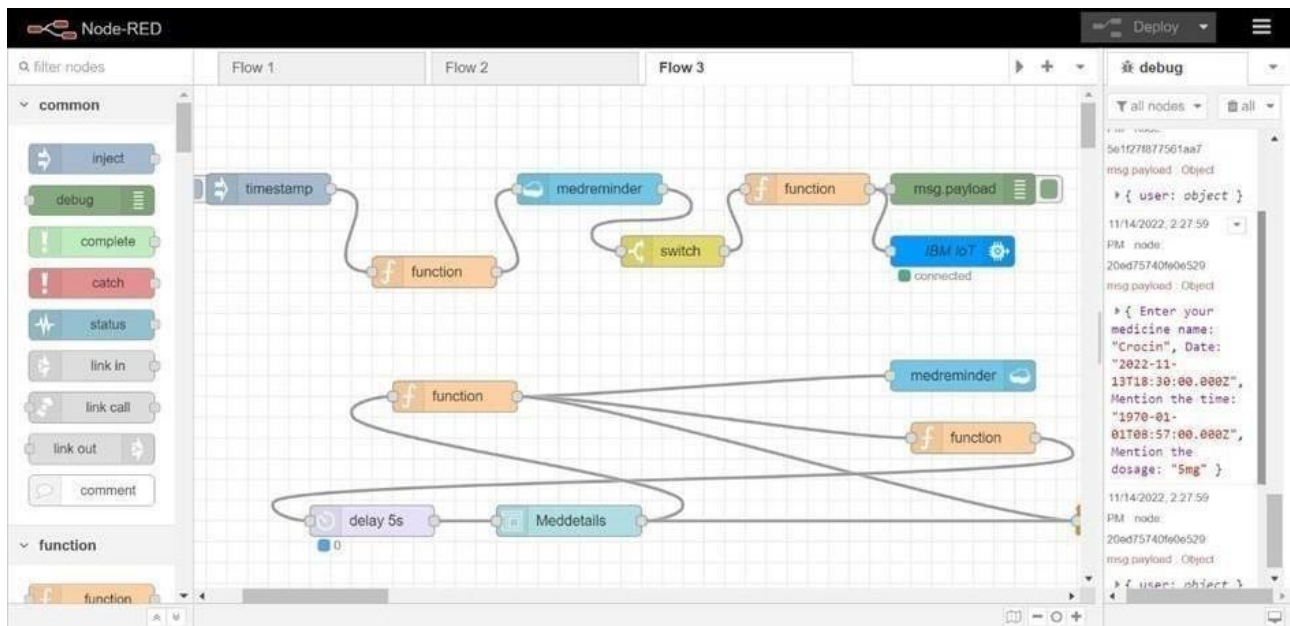 Node-RED
Deploy
filter nodes
Flow 1
Flow 2
Flow 3
debug
common
all nodes
all
inject
debug
complete
catch
status
link in
link call
link out
comment
function
function
timestamp
function
medreminder
switch
function
msg.payload
IBM IoT
connected
function
medreminder
function
delay 5s
0
Meddetails
PM node:
5e1f27f877561aa7
msg.payload : Object
{ user: object }
11/14/2022, 2:27:59
PM node:
20ed75740fe0e529
msg.payload : Object
{ Enter your
medicine name:
"Crocin", Date:
"2022-11-
13T18:30:00.000Z",
Mention the time:
"1970-01-
01T08:57:00.000Z",
Mention the
dosage: "5mg" }
11/14/2022, 2:27:59
PM node:
20ed75740fe0e529
msg.payload : Object
{ user: object }